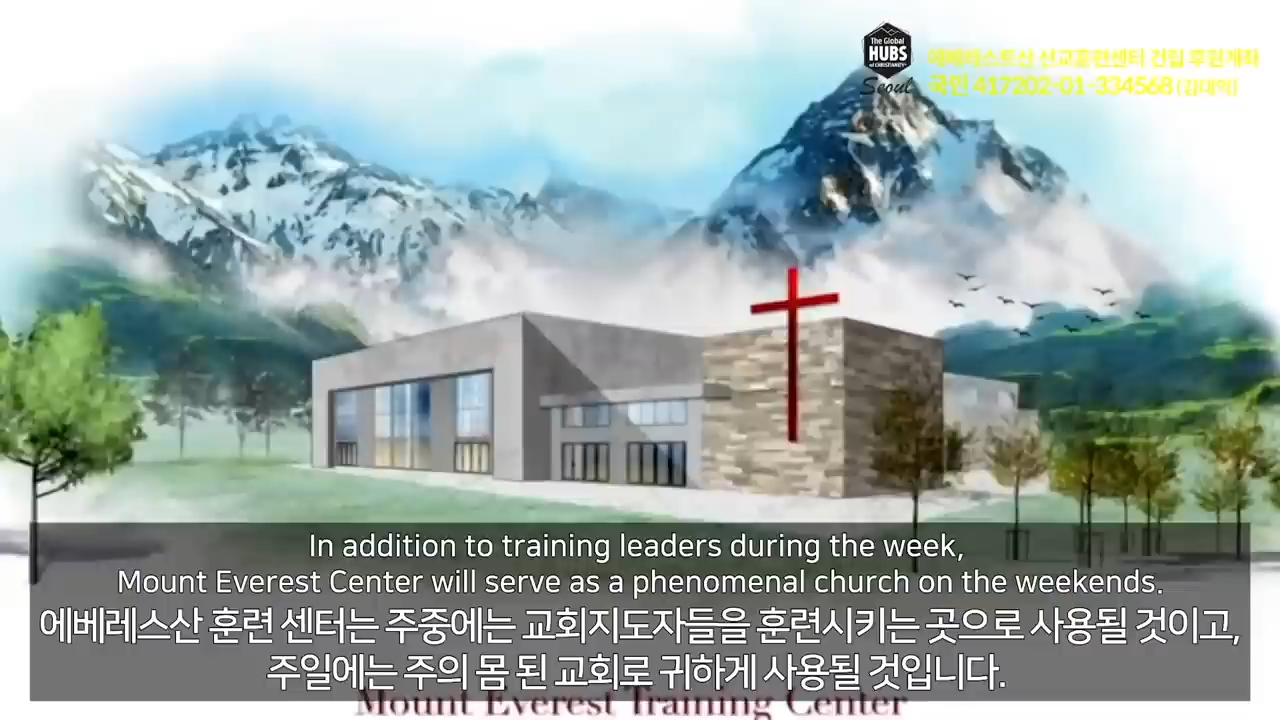 The Global
HUBS
of CHRISTIANITY
Seoul
에베레스트산 선교훈련센터 건립 후원계좌
국민 417202-01-334568 (김대혁)
In addition to training leaders during the week,
Mount Everest Center will serve as a phenomenal church on the weekends.
에베레스산 훈련 센터는 주중에는 교회지도자들을 훈련시키는 곳으로 사용될 것이고,
주일에는 주의 몸 된 교회로 귀하게 사용될 것입니다.
Mount Everest Training Center